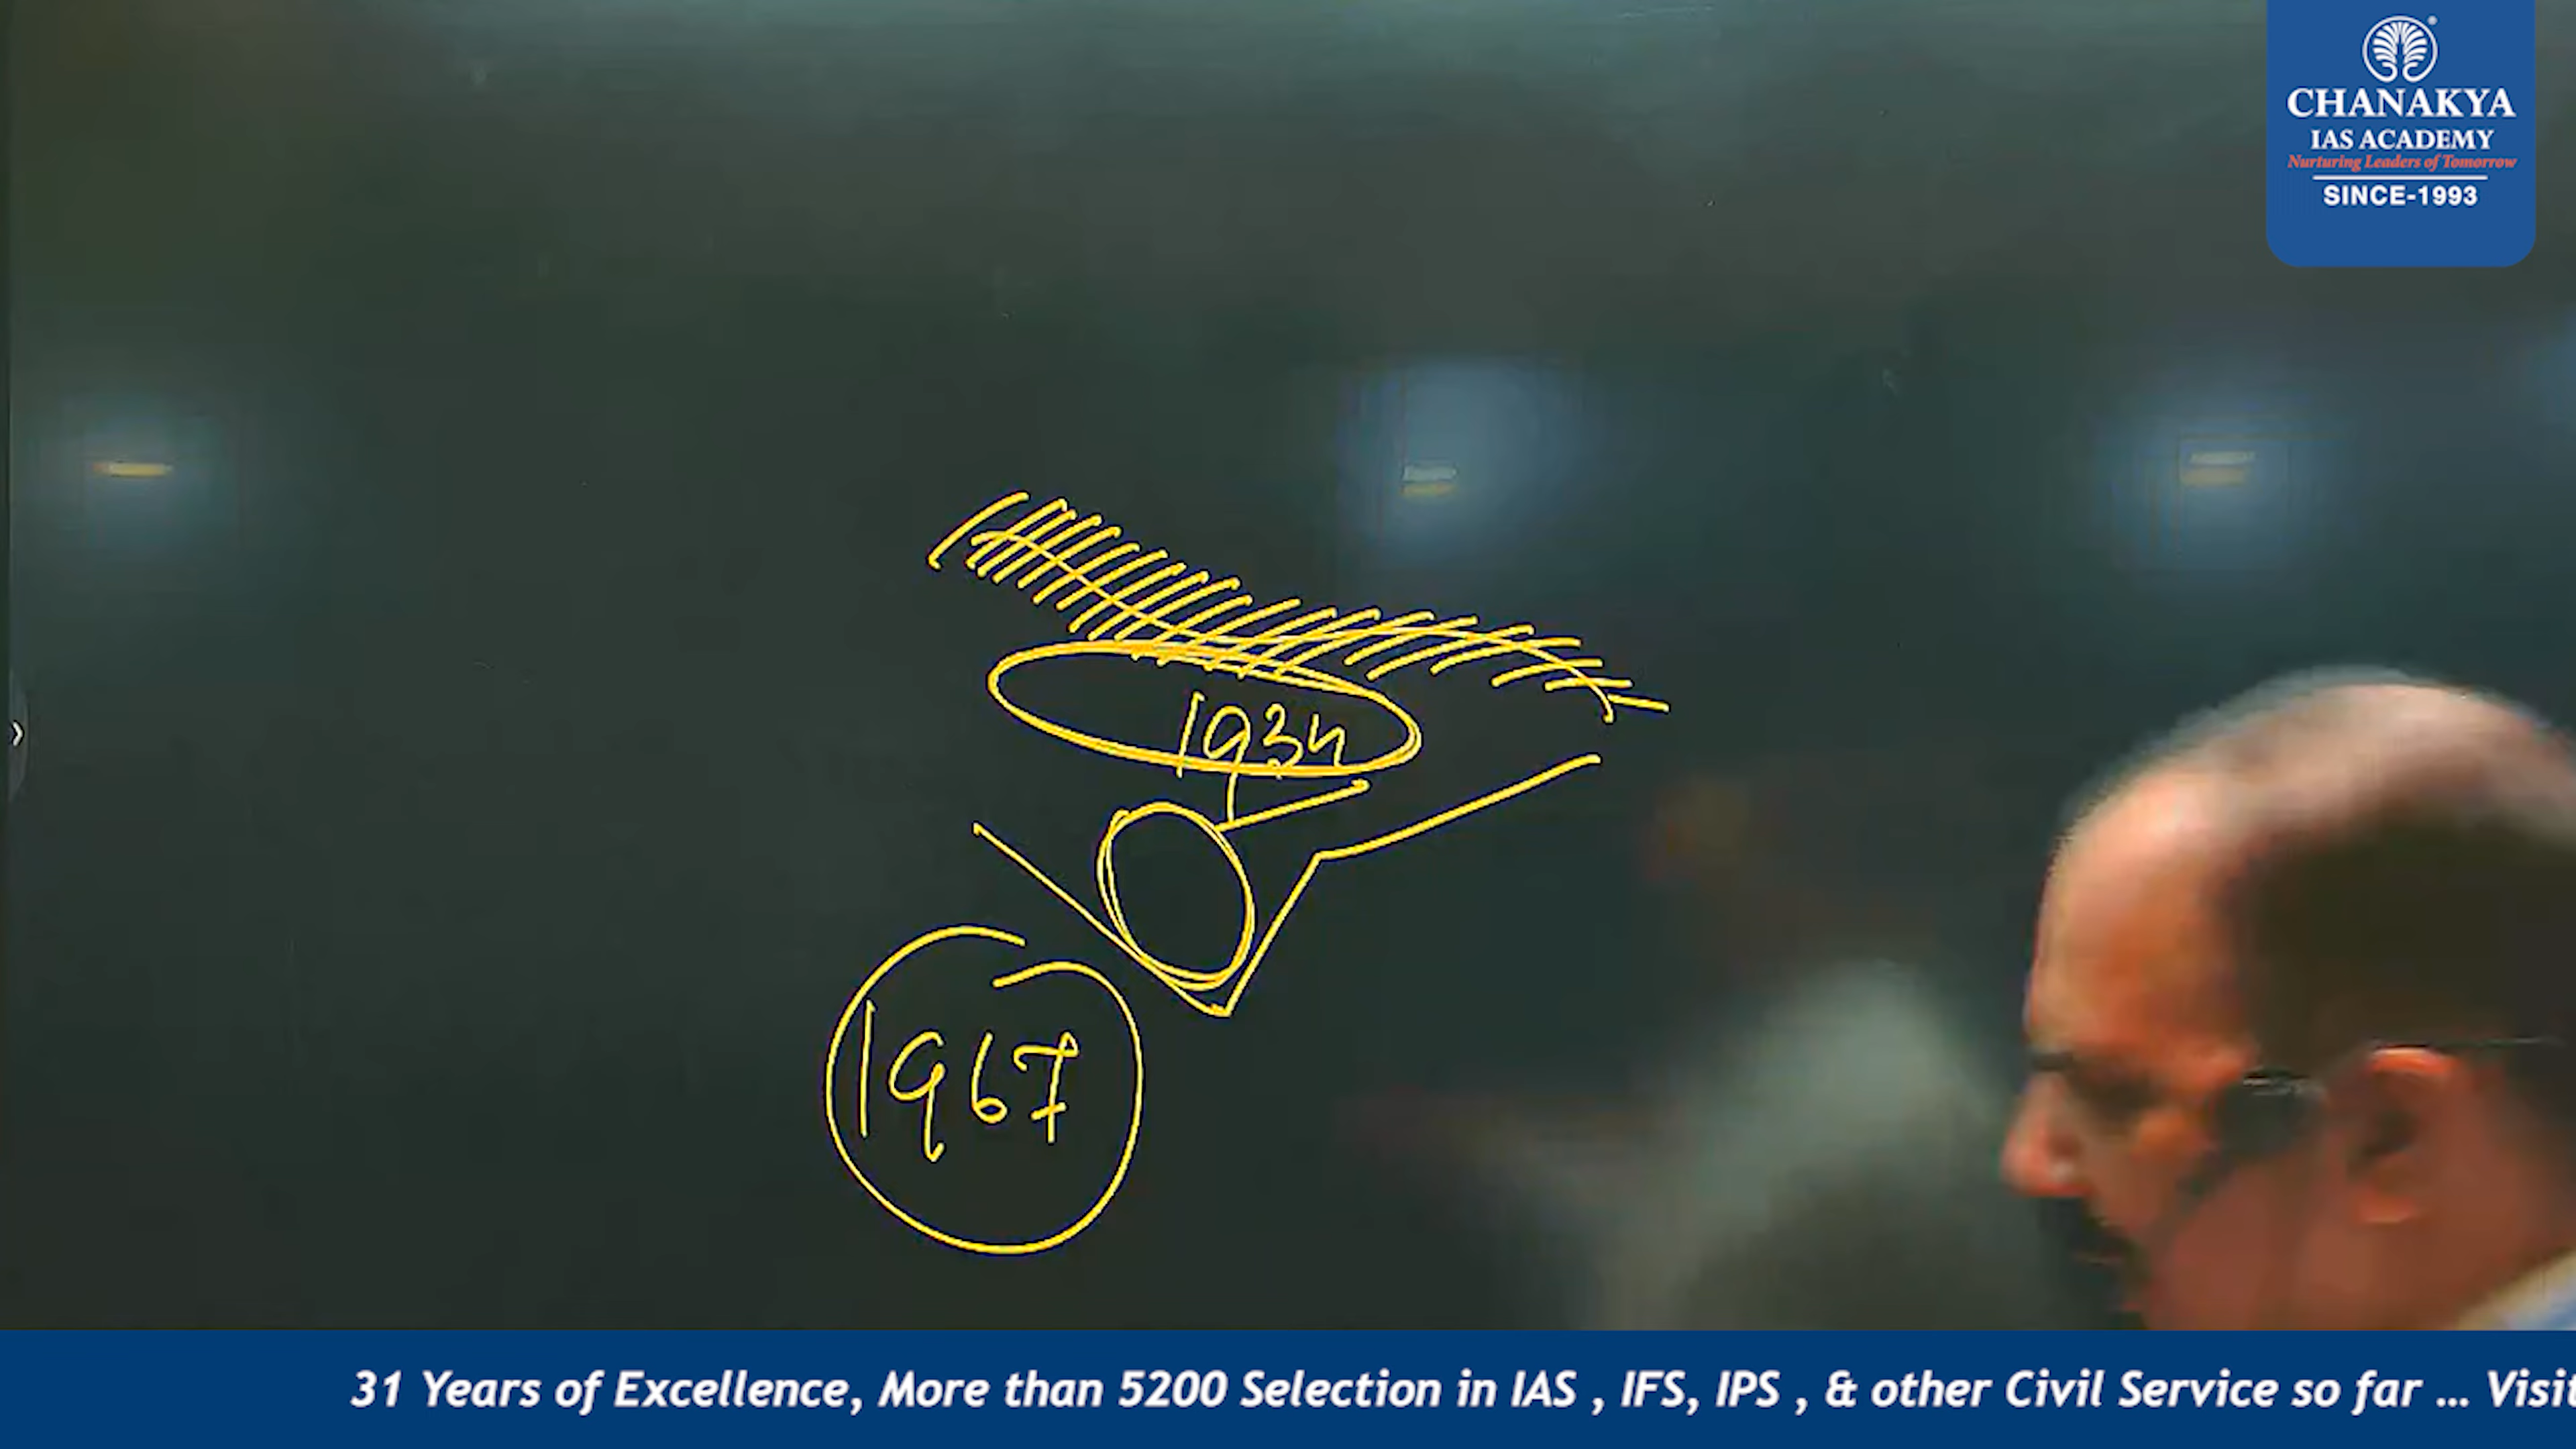 CHANAKYA
IAS ACADEMY
Nurturing Leaders of Tomorrow
SINCE-1993
1934
1967
31 Years of Excellence, More than 5200 Selection in IAS , IFS, IPS , & other Civil Service so far ... Visit